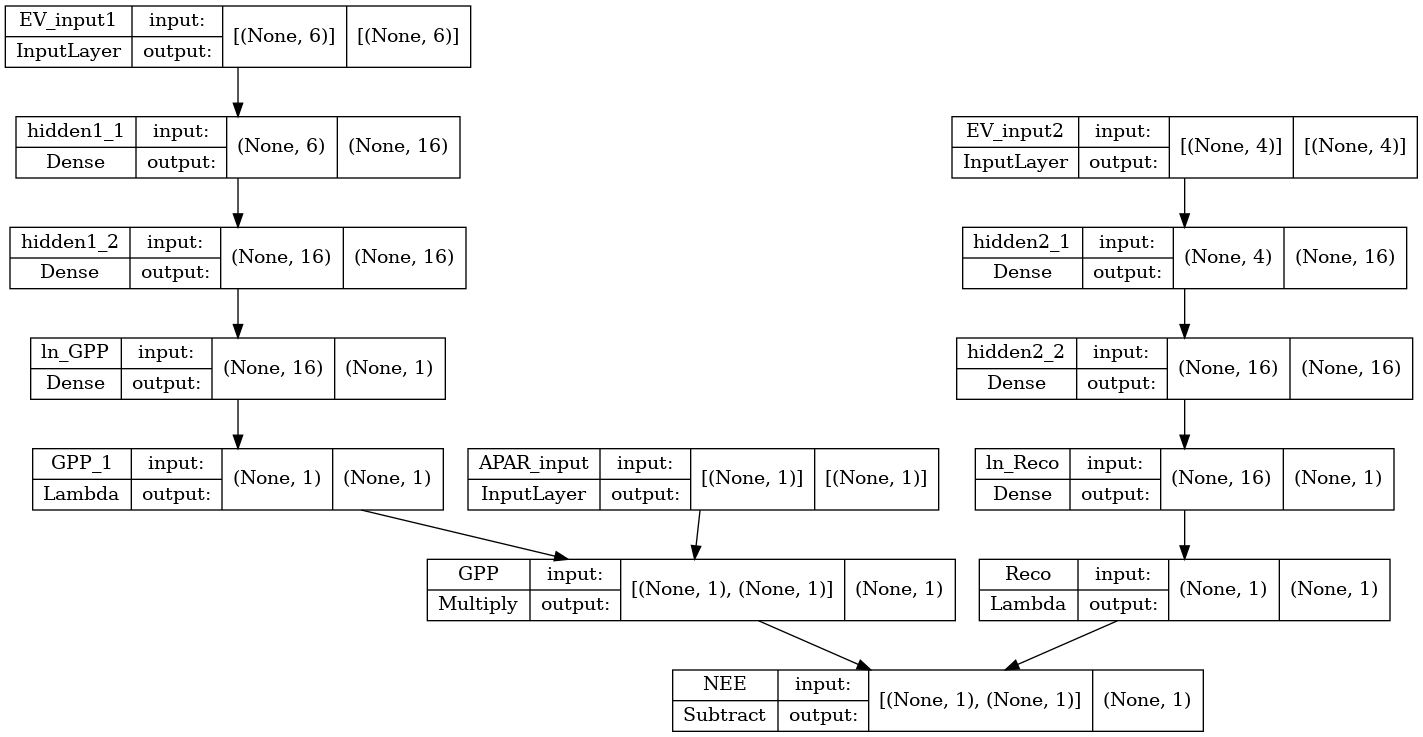 EV_input1 input: [(None, 6)] [(None, 6)]
InputLayer output:
hidden1_1 input: (None, 6) (None, 16)
Dense output:
EV_input2 input: [(None, 4)] [(None, 4)]
InputLayer output:
hidden1_2 input: (None, 16) (None, 16)
Dense output:
hidden2_1 input: (None, 4) (None, 16)
Dense output:
ln_GPP input: (None, 16) (None, 1)
Dense output:
hidden2_2 input: (None, 16) (None, 16)
Dense output:
GPP_1 input: (None, 1) (None, 1)
Lambda output:
APAR_input input: [(None, 1)] [(None, 1)]
InputLayer output:
ln_Reco input: (None, 16) (None, 1)
Dense output:
GPP input: [(None, 1), (None, 1)] (None, 1)
Multiply output:
Reco input: (None, 1) (None, 1)
Lambda output:
NEE input: [(None, 1), (None, 1)] (None, 1)
Subtract output: